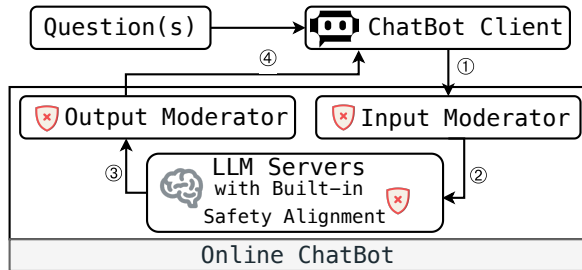 Question(s)
ChatBot Client
④
①
Output Moderator
Input Moderator
③
②
LLM Servers
with Built-in
Safety Alignment
Online ChatBot